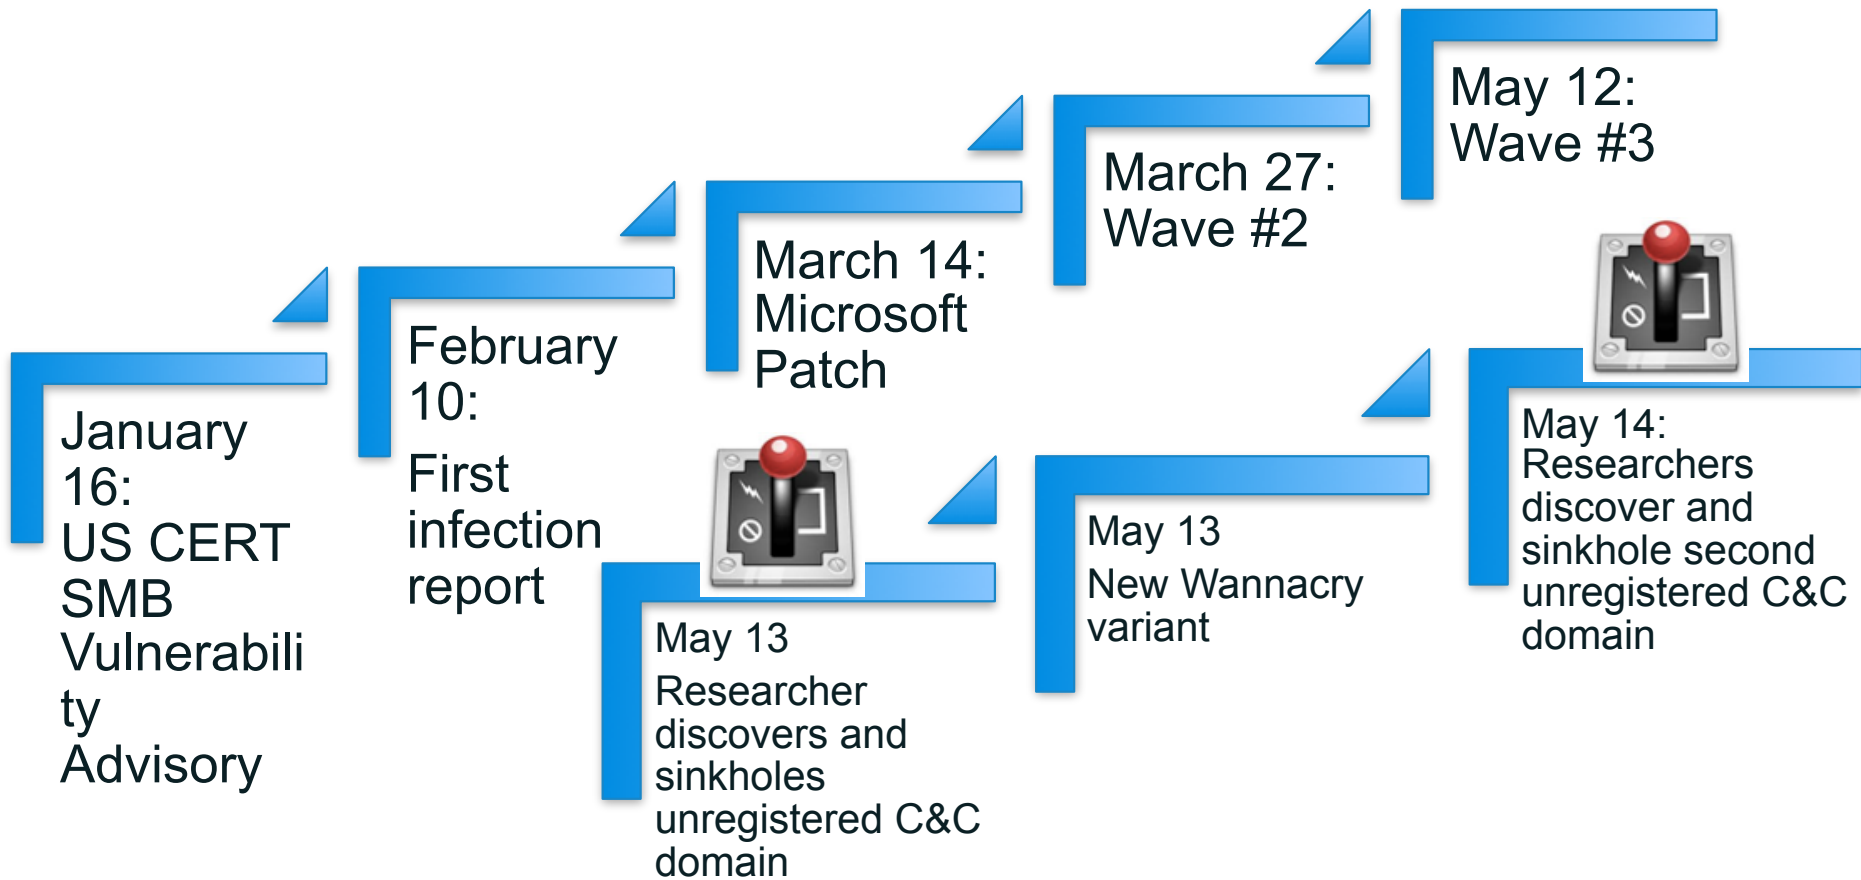 January
16:
US CERT
SMB
Vulnerabili
ty
Advisory
February
10:
First
infection
report
March 14:
Microsoft
Patch
March 27:
Wave #2
May 12:
Wave #3
May 13
Researcher
discovers and
sinkholes
unregistered C&C
domain
May 13
New Wannacry
variant
May 14:
Researchers
discover and
sinkhole second
unregistered C&C
domain